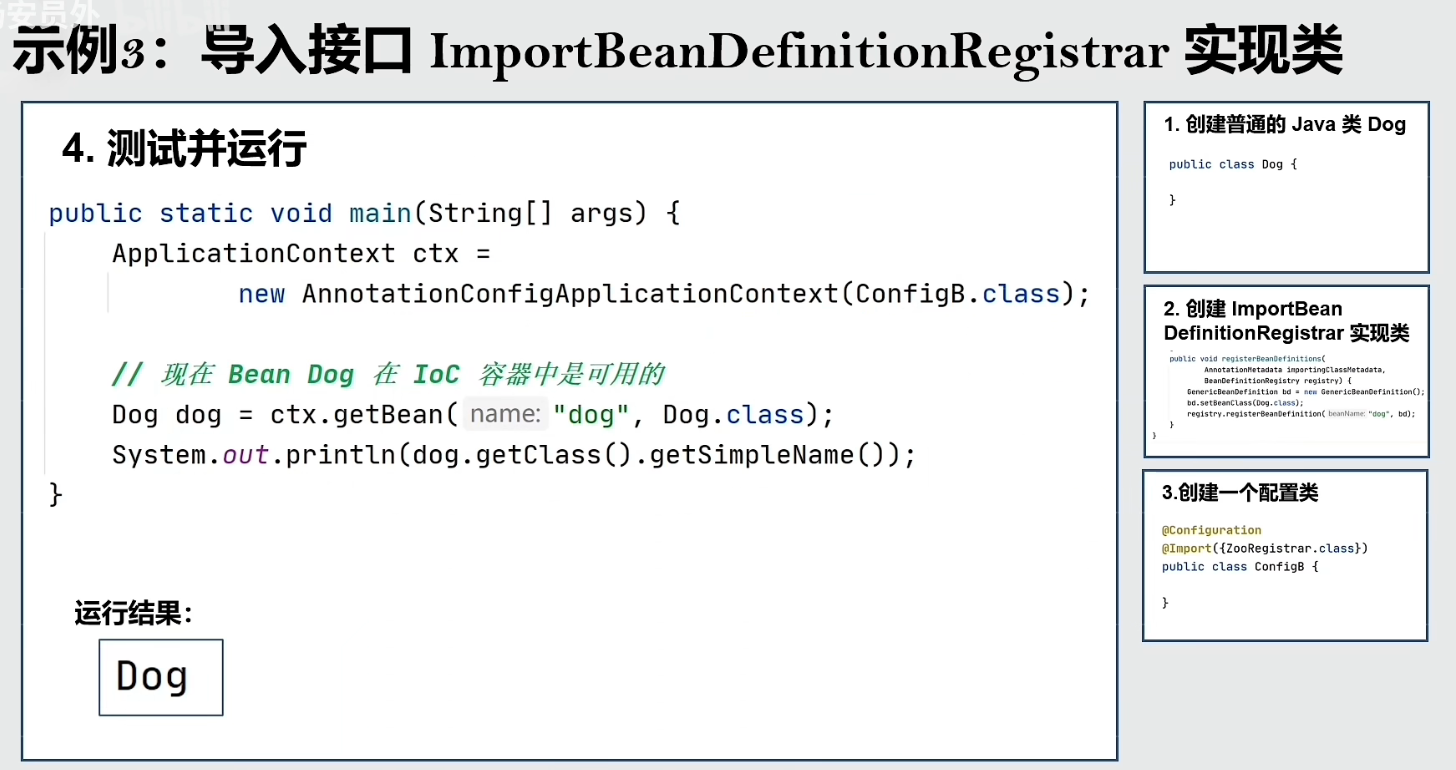 示例3：导入接口 ImportBeanDefinitionRegistrar 实现类
4. 测试并运行
public static void main(String[] args) {
ApplicationContext ctx =
new AnnotationConfigApplicationContext(ConfigB.class);
// 现在 Bean Dog 在 IoC 容器中是可用的
Dog dog = ctx.getBean( name: "dog", Dog.class);
System.out.println(dog.getClass().getSimpleName());
}
运行结果：
Dog
1. 创建普通的 Java 类 Dog
public class Dog {
}
2. 创建 ImportBean
DefinitionRegistrar 实现类
public void registerBeanDefinitions(
AnnotationMetadata importingClassMetadata,
BeanDefinitionRegistry registry) {
GenericBeanDefinition bd = new GenericBeanDefinition();
bd.setBeanClass(Dog.class);
registry.registerBeanDefinition( beanName: "dog", bd);
}
}
3.创建一个配置类
@Configuration
@Import({ZooRegistrar.class})
public class ConfigB {
}